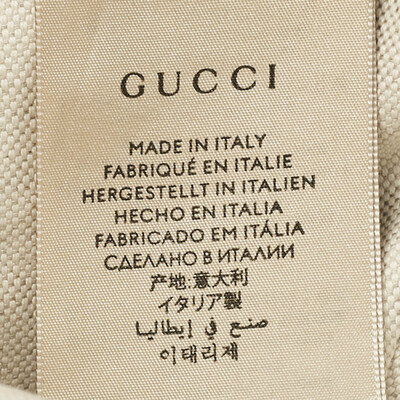 GUCCI
MADE IN ITALY
FABRIQUÉ EN ITALIE
HERGESTELLT IN ITALIEN
HECHO EN ITALIA
FABRICADO EM ITÁLIA
СДЕЛАНО В ИТАЛИИ
产地:意大利
イタリア製
صنع في إيطاليا
이태리제